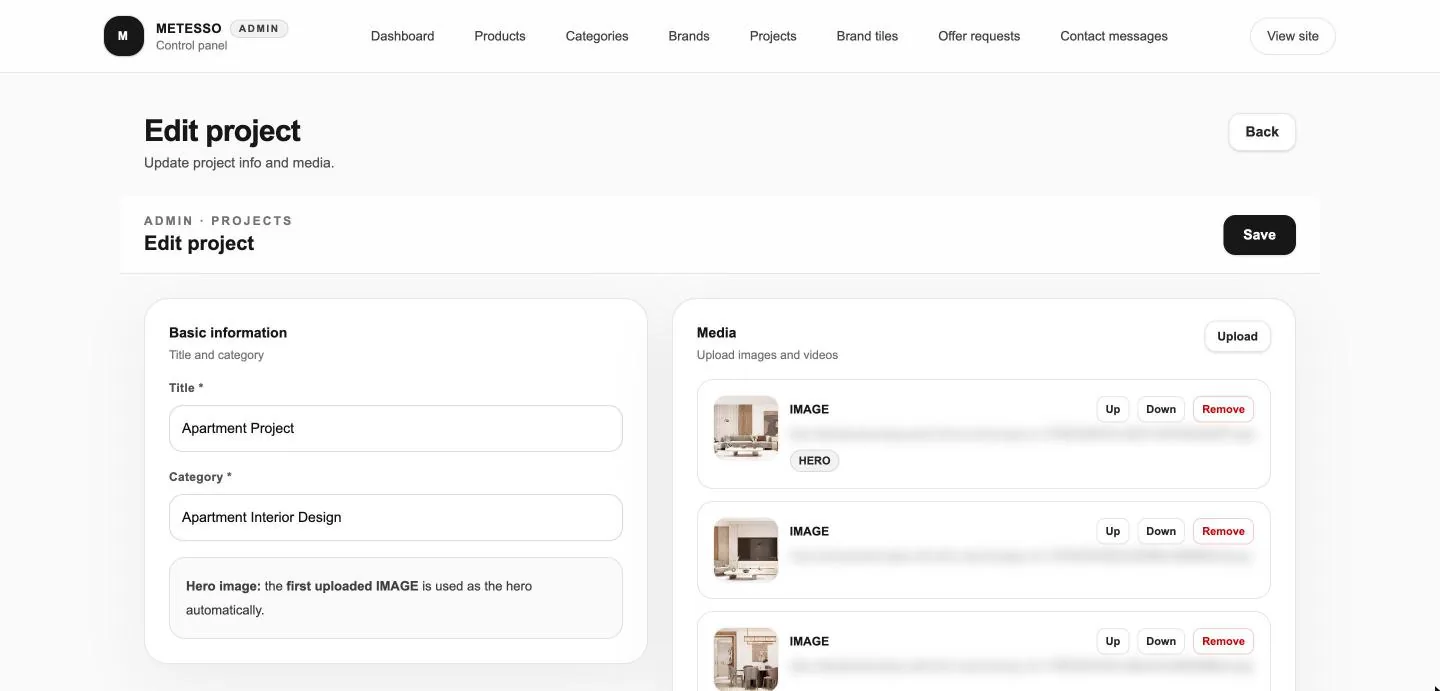 M
METESSO ADMIN
Control panel
Dashboard
Products
Categories
Brands
Projects
Brand tiles
Offer requests
Contact messages
View site
Edit project
Update project info and media.
Back
ADMIN · PROJECTS
Edit project
Save
Basic information
Title and category
Title *
Apartment Project
Category *
Apartment Interior Design
Hero image: the first uploaded IMAGE is used as the hero
automatically.
Media
Upload images and videos
Upload
IMAGE
Up
Down
Remove
HERO
IMAGE
Up
Down
Remove
IMAGE
Up
Down
Remove